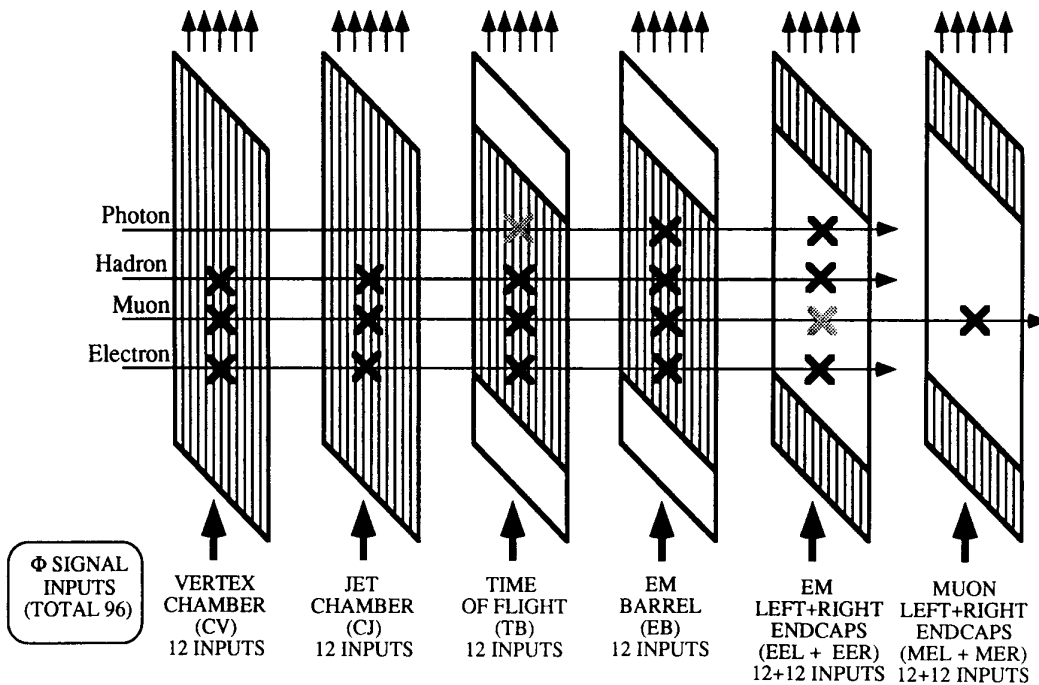 Photon
Hadron
Muon
Electron
Φ SIGNAL
INPUTS
(TOTAL 96)
VERTEX
CHAMBER
(CV)
12 INPUTS
JET
CHAMBER
(CJ)
12 INPUTS
TIME
OF FLIGHT
(TB)
12 INPUTS
EM
BARREL
(EB)
12 INPUTS
EM
LEFT+RIGHT
ENDCAPS
(EEL + EER)
12+12 INPUTS
MUON
LEFT+RIGHT
ENDCAPS
(MEL + MER)
12+12 INPUTS